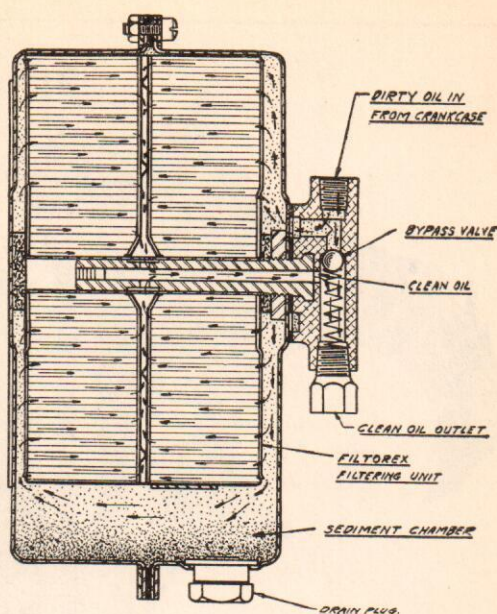 DIRTY OIL IN
FROM CRANKCASE
BYPASS VALVE
CLEAN OIL
CLEAN OIL OUTLET
FILTOREX
FILTERING UNIT
SEDIMENT CHAMBER
DRAIN PLUG.